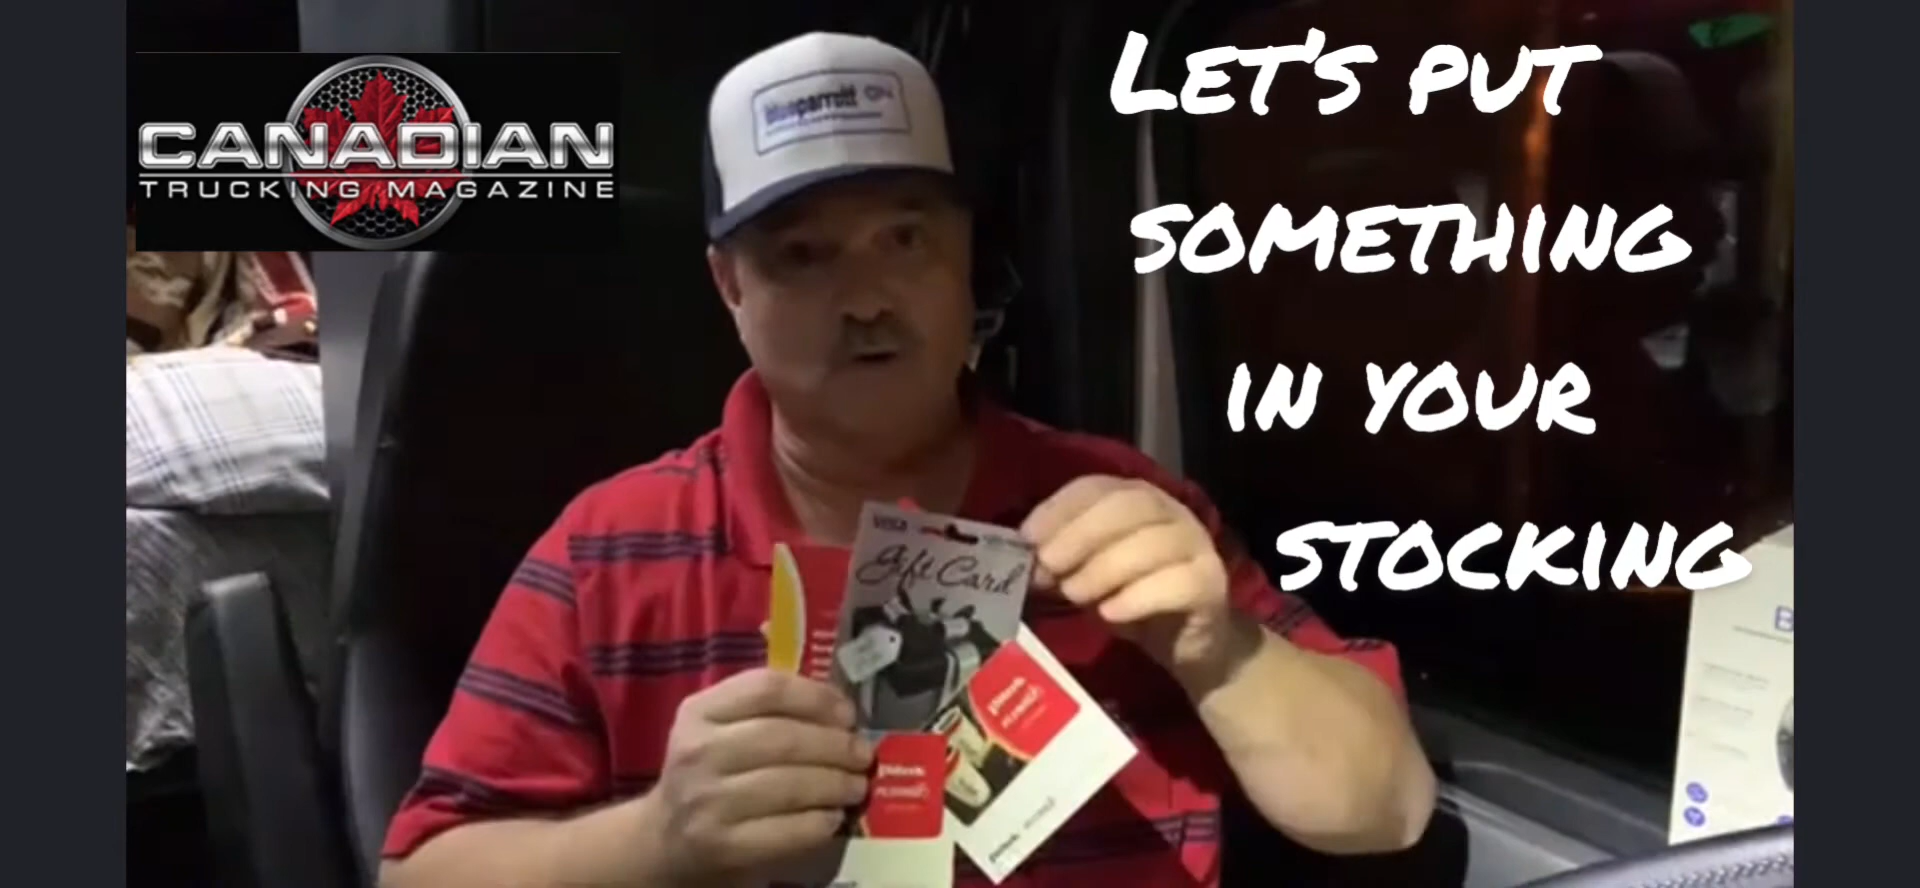 CANADIAN
TRUCKING MAGAZINE
blueparrott
LET'S PUT
SOMETHING
IN YOUR
STOCKING
VISA
Gift Card
B